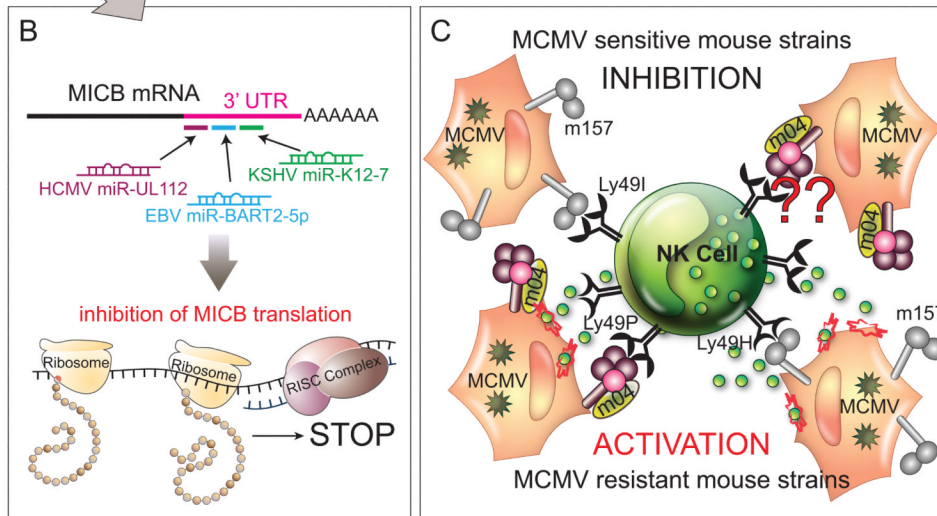 B
MICB mRNA
3’ UTR
AAAAAA
HCMV miR-UL112
KSHV miR-K12-7
EBV miR-BART2-5p
inhibition of MICB translation
Ribosome
Ribosome
RISC Complex
STOP
C
MCMV sensitive mouse strains
INHIBITION
MCMV
m157
m04
MCMV
Ly49I
??
m04
NK Cell
m04
Ly49P
Ly49H
m157
MCMV
m04
MCMV
ACTIVATION
MCMV resistant mouse strains